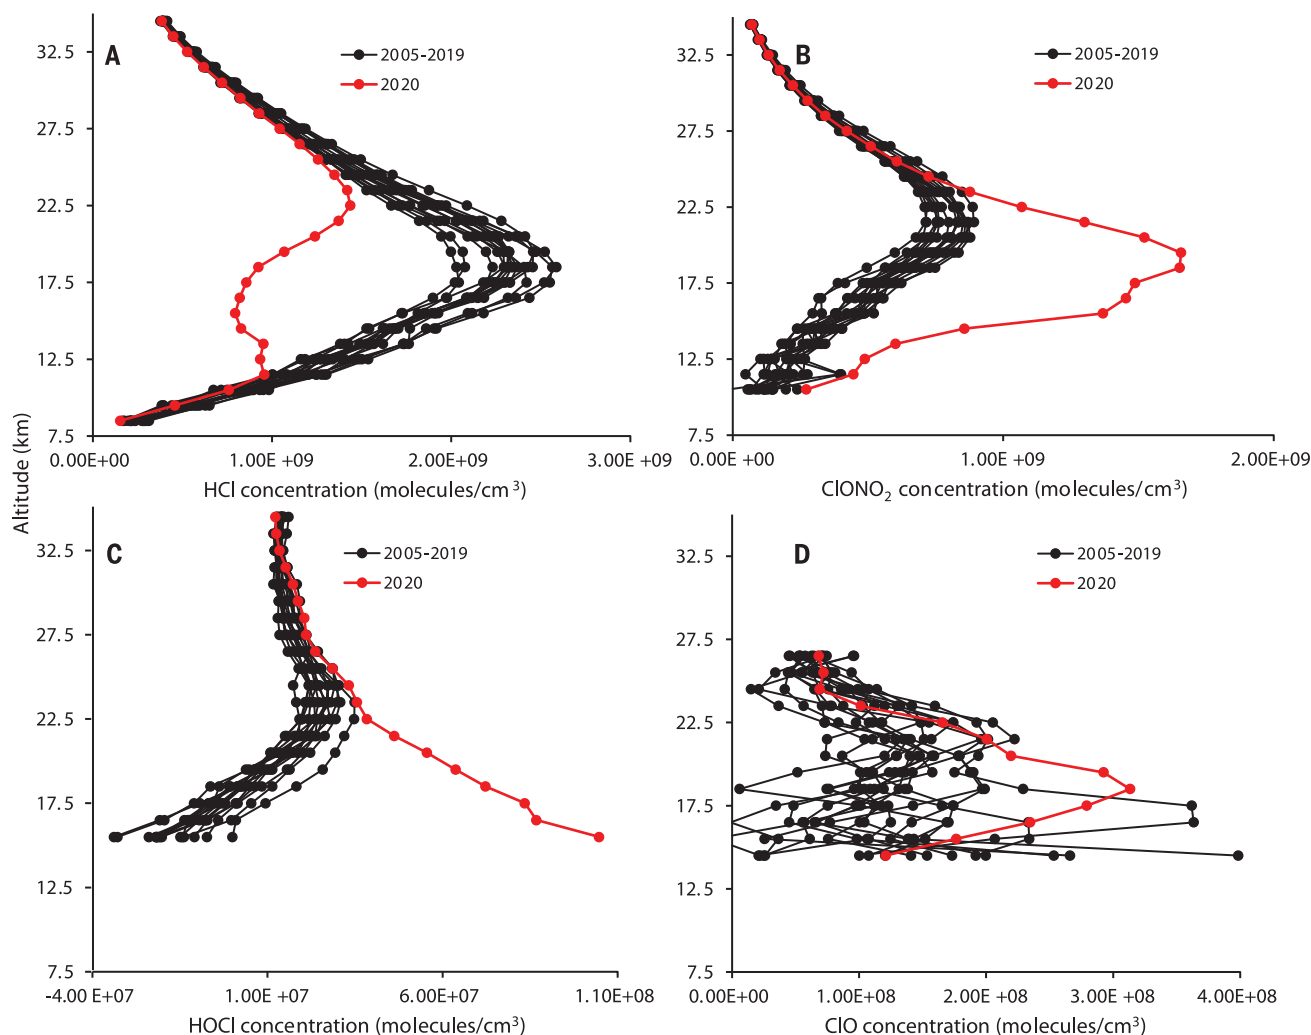 A
2005-2019
2020
32.5
27.5
22.5
17.5
12.5
7.5
0.00E+00
1.00E+09
2.00E+09
3.00E+09
HCl concentration (molecules/cm³)
B
2005-2019
2020
32.5
27.5
22.5
17.5
12.5
7.5
0.00E +00
1.00E +09
2.00E +09
ClONO₂ concentration (molecules/cm³)
Altitude (km)
C
2005-2019
2020
32.5
27.5
22.5
17.5
12.5
7.5
-4.00 E+07
1.00 E+07
6.00 E+07
1.10E+08
HOCl concentration (molecules/cm³)
D
2005-2019
2020
32.5
27.5
22.5
17.5
12.5
7.5
0.00E+00
1.00E+08
2.00E+08
3.00E+08
4.00E+08
ClO concentration (molecules/cm³)